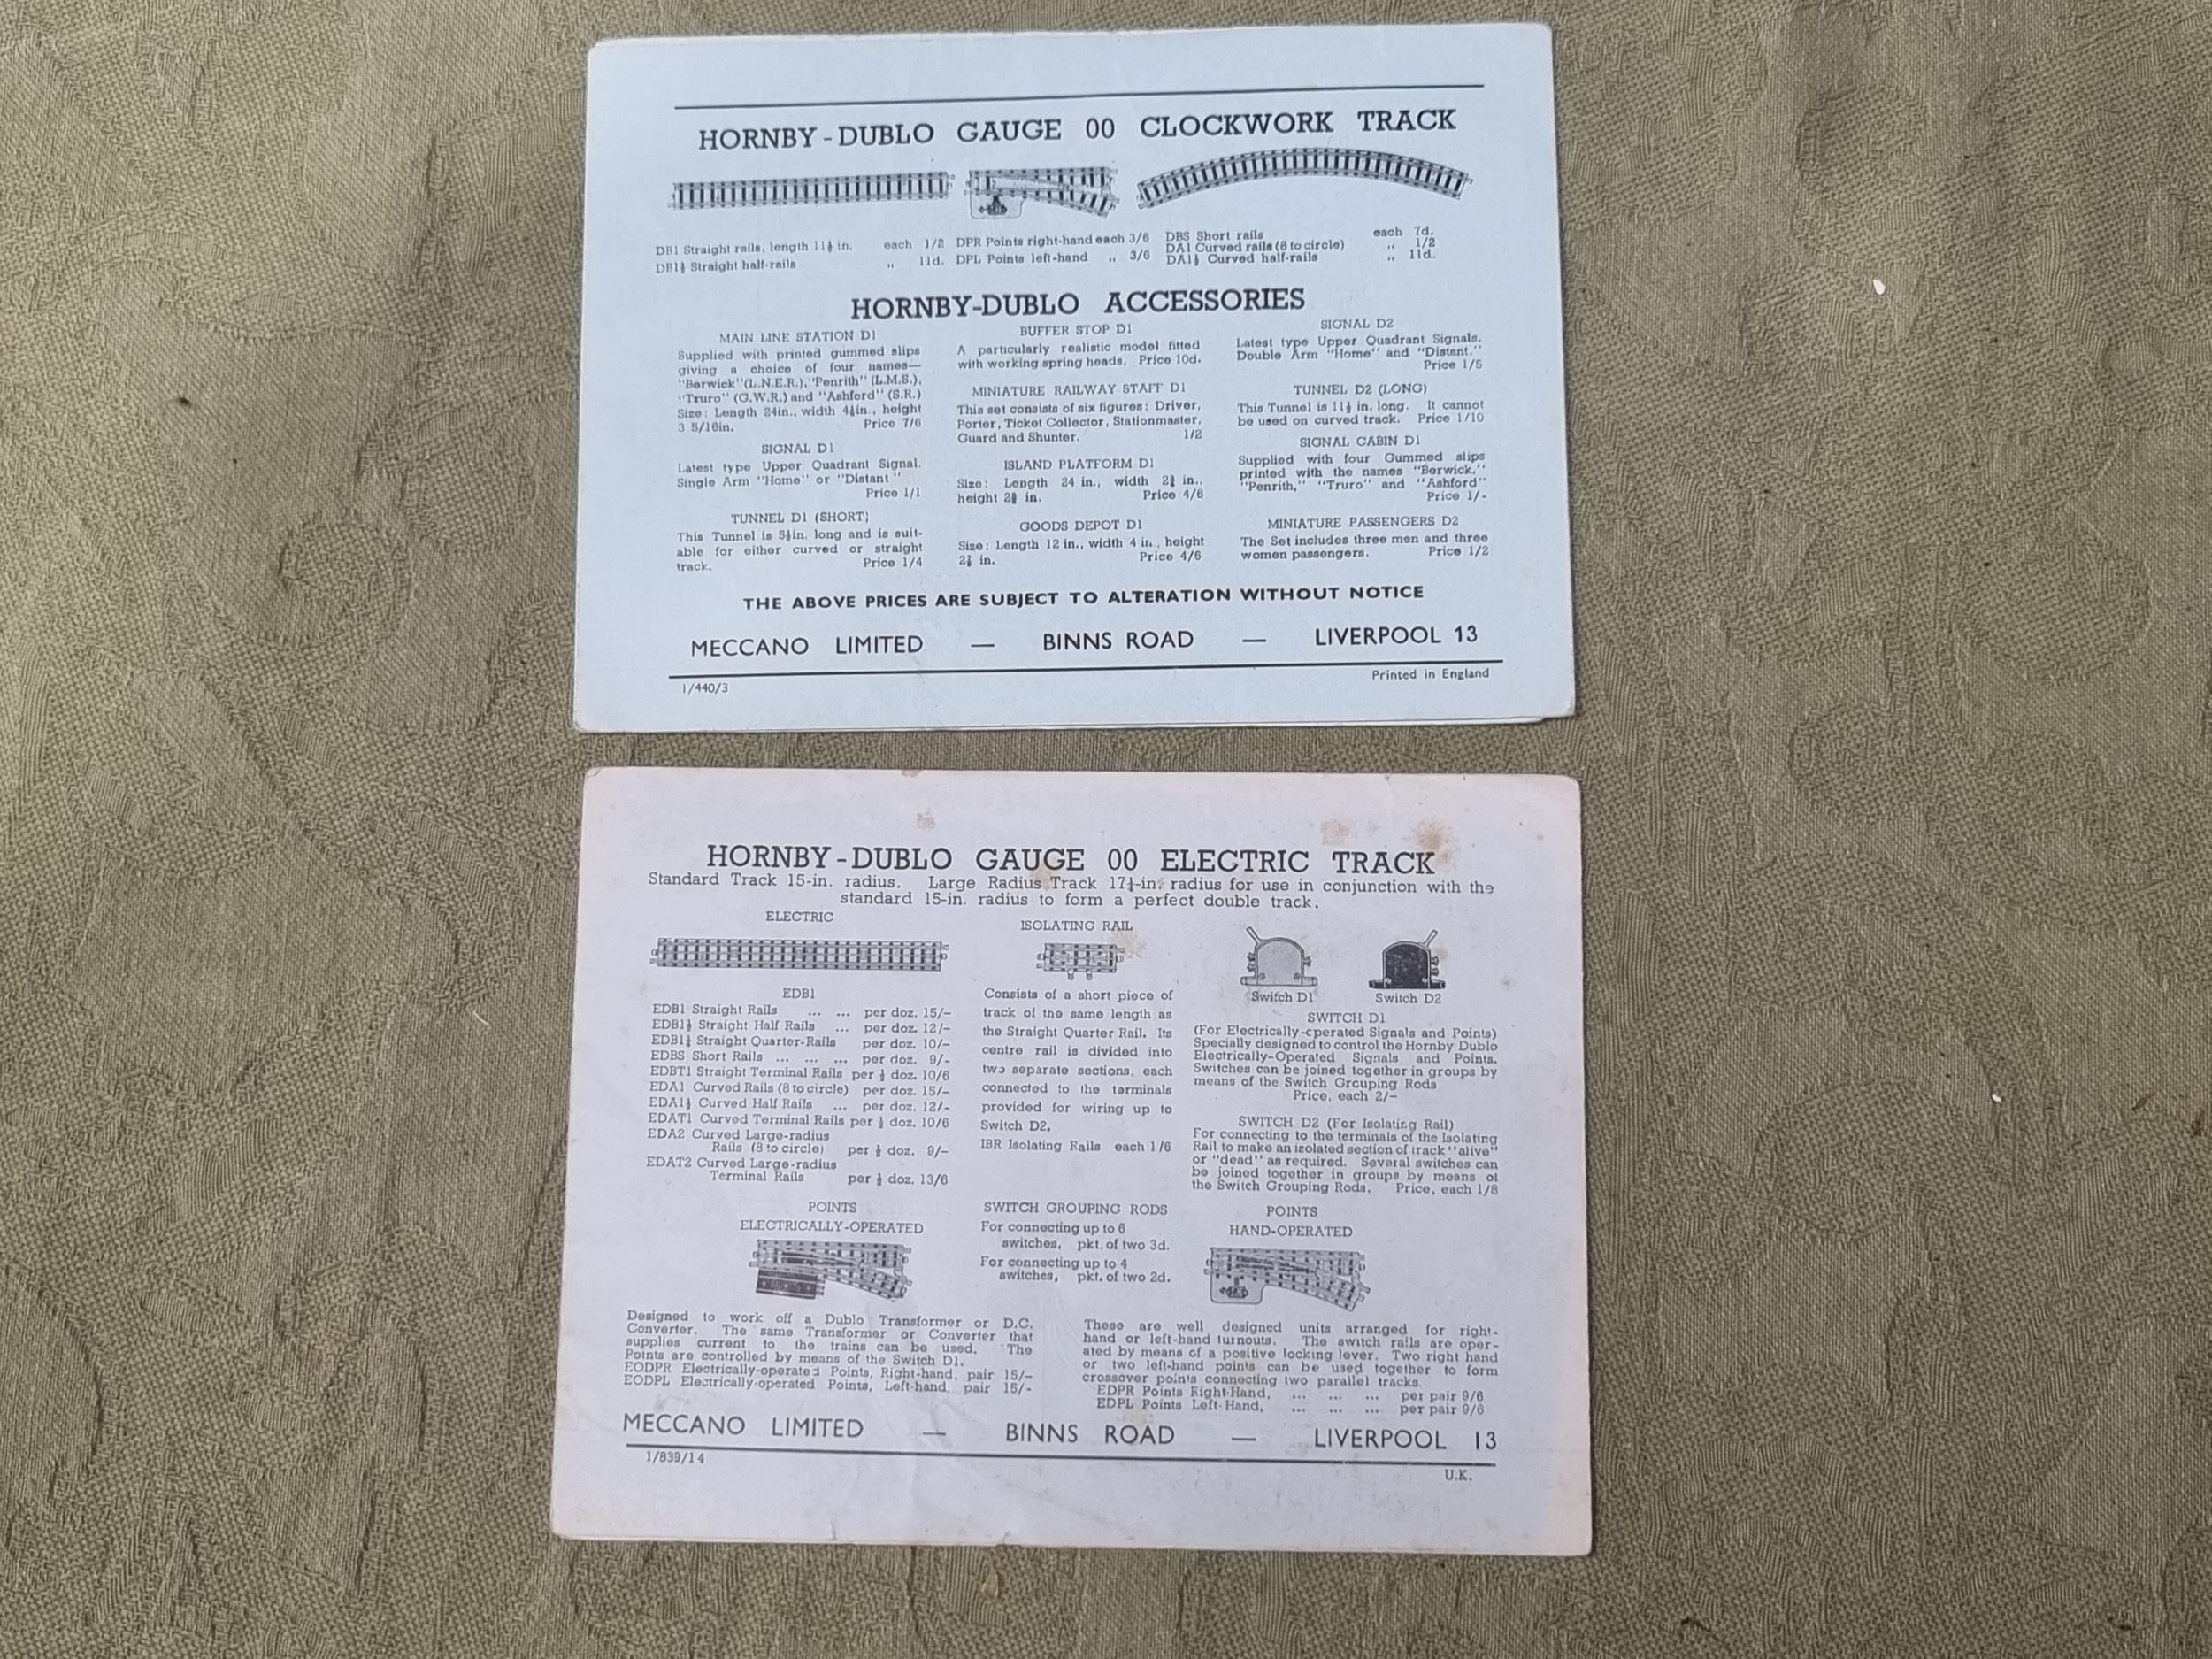 HORNBY-DUBLO GAUGE 00 CLOCKWORK TRACK
DB1 Straight rails, length 11½ in. each 1/2
DB1½ Straight half-rails ,, 11d.
DPR Points right-hand each 3/6
DPL Points left-hand ,, 3/6
DBS Short rails each 7d.
DA1 Curved rails (8 to circle) ,, 1/2
DA1½ Curved half-rails ,, 11d.
HORNBY-DUBLO ACCESSORIES
MAIN LINE STATION D1
Supplied with printed gummed slips
giving a choice of four names—
"Berwick" (L.N.E.R.), "Penrith" (L.M.S.),
"Truro" (G.W.R.) and "Ashford" (S.R.)
Size: Length 24in., width in., height
3 5/16in. Price 7/6
SIGNAL D1
Latest type Upper Quadrant Signal.
Single Arm "Home" or "Distant"
Price 1/1
TUNNEL D1 (SHORT)
This Tunnel is long and is suit-
able for either curved or straight
track. Price 1/4
BUFFER STOP D1
A particularly realistic model fitted
with working spring heads. Price 10d.
MINIATURE RAILWAY STAFF D1
This set consists of six figures: Driver,
Porter, Ticket Collector, Stationmaster,
Guard and Shunter. 1/2
ISLAND PLATFORM D1
Size: Length 24 in., width in.,
height in. Price 4/6
GOODS DEPOT D1
Size: Length 12 in., width 4 in., height
in. Price 4/6
SIGNAL D2
Latest type Upper Quadrant Signals.
Double Arm "Home" and "Distant."
Price 1/5
TUNNEL D2 (LONG)
This Tunnel is 11½ in. long. It cannot
be used on curved track. Price 1/10
SIGNAL CABIN D1
Supplied with four Gummed slips
printed with the names "Berwick,"
"Penrith," "Truro" and "Ashford"
Price 1/-
MINIATURE PASSENGERS D2
The Set includes three men and three
women passengers. Price 1/2
THE ABOVE PRICES ARE SUBJECT TO ALTERATION WITHOUT NOTICE
MECCANO LIMITED — BINNS ROAD — LIVERPOOL 13
1/440/3 Printed in England
HORNBY-DUBLO GAUGE 00 ELECTRIC TRACK
Standard Track 15-in. radius. Large Radius Track 17¼-in. radius for use in conjunction with the
standard 15-in. radius to form a perfect double track.
ELECTRIC
EDB1
EDB1 Straight Rails ... ... per doz. 15/–
EDB1½ Straight Half Rails ... per doz. 12/–
EDB1¼ Straight Quarter-Rails per doz. 10/–
EDBS Short Rails ... ... ... per doz. 9/-
EDBT1 Straight Terminal Rails per ½ doz. 10/6
EDA1 Curved Rails (8 to circle) per doz. 15/–
EDA1½ Curved Half Rails ... per doz. 12/-
EDAT1 Curved Terminal Rails per ½ doz. 10/6
EDA2 Curved Large-radius
Rails (8 to circle) per ½ doz. 9/–
EDAT2 Curved Large-radius
Terminal Rails per ½ doz. 13/6
ISOLATING RAIL
Consists of a short piece of
track of the same length as
the Straight Quarter Rail. Its
centre rail is divided into
two separate sections, each
connected to the terminals
provided for wiring up to
Switch D2.
IBR Isolating Rails each 1/6
Switch D1 Switch D2
SWITCH D1
(For Electrically-operated Signals and Points)
Specially designed to control the Hornby Dublo
Electrically-Operated Signals and Points.
Switches can be joined together in groups by
means of the Switch Grouping Rods
Price, each 2/–
SWITCH D2 (For Isolating Rail)
For connecting to the terminals of the Isolating
Rail to make an isolated section of track "alive"
or "dead" as required. Several switches can
be joined together in groups by means of
the Switch Grouping Rods. Price, each 1/8
POINTS
ELECTRICALLY-OPERATED
SWITCH GROUPING RODS
For connecting up to 6
switches, pkt. of two 3d.
For connecting up to 4
switches, pkt. of two 2d.
POINTS
HAND-OPERATED
Designed to work off a Dublo Transformer or D.C.
Converter. The same Transformer or Converter that
supplies current to the trains can be used. The
Points are controlled by means of the Switch D1.
EODPR Electrically-operated Points, Right-hand, pair 15/–
EODPL Electrically-operated Points, Left-hand, pair 15/-
These are well designed units arranged for right-
hand or left-hand turnouts. The switch rails are oper-
ated by means of a positive locking lever. Two right hand
or two left-hand points can be used together to form
crossover points connecting two parallel tracks.
EDPR Points Right-Hand, ... ... ... per pair 9/6
EDPL Points Left-Hand, ... ... ... per pair 9/6
MECCANO LIMITED — BINNS ROAD — LIVERPOOL 13
1/839/14
U.K.